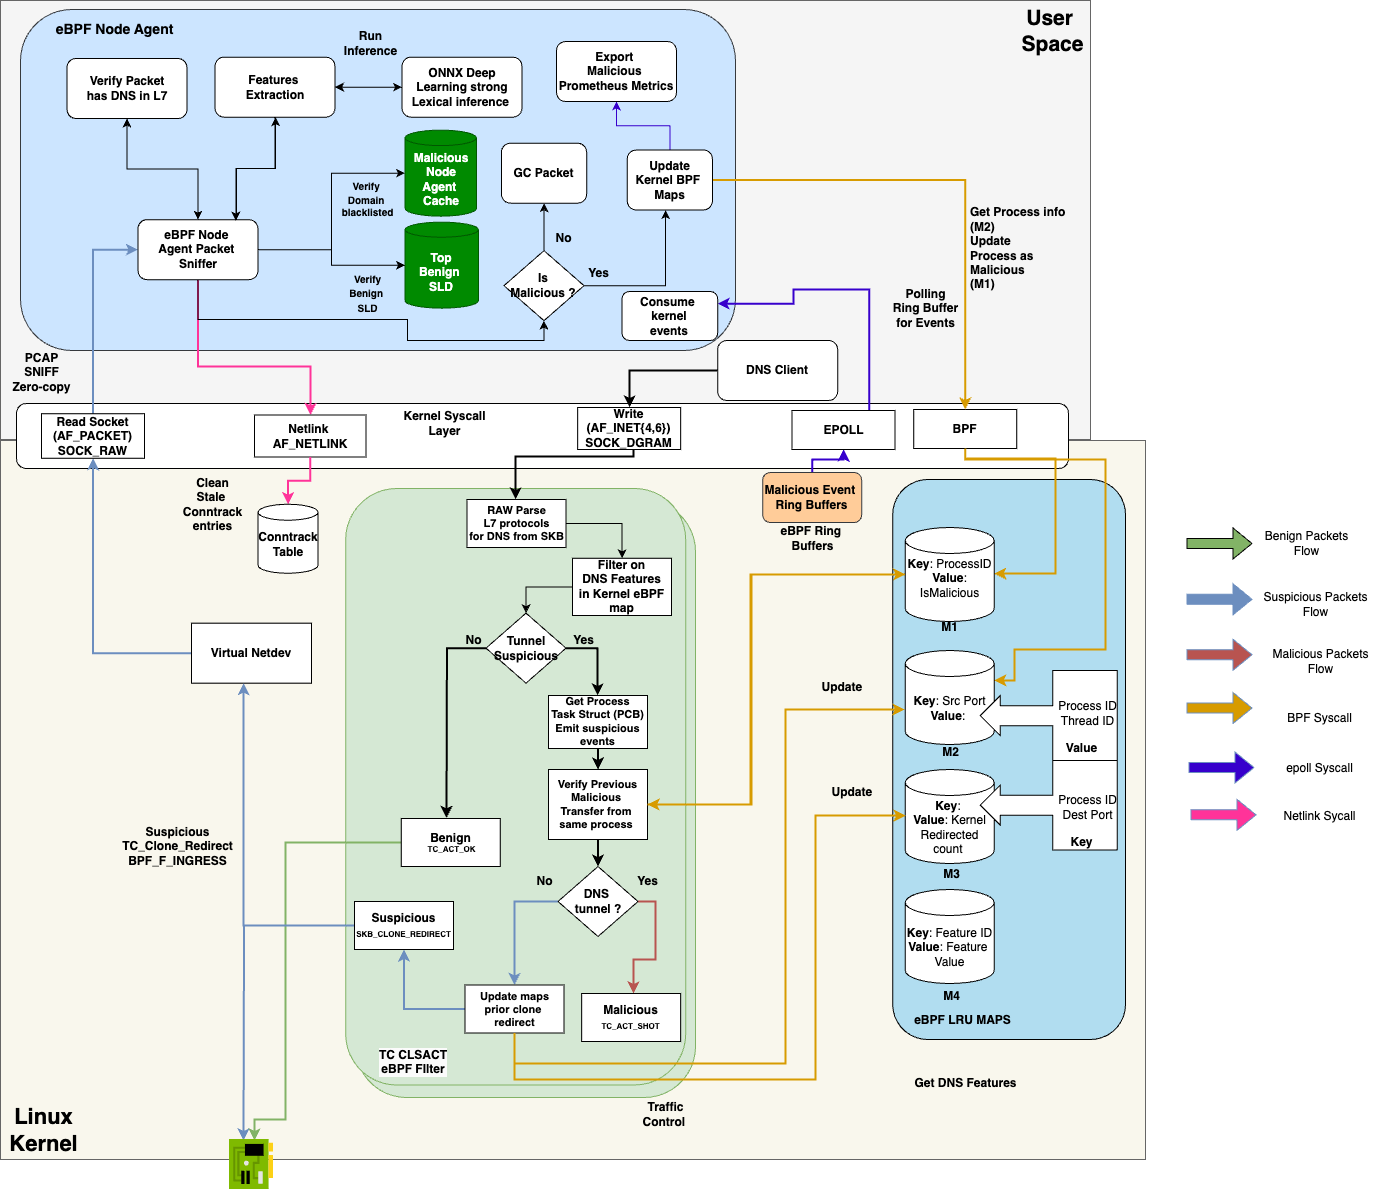 User
Space
eBPF Node Agent
Verify Packet
has DNS in L7
Features
Extraction
Run
Inference
ONNX Deep
Learning strong
Lexical inference
Export
Malicious
Prometheus Metrics
Malicious
Node
Agent
Cache
GC Packet
Update
Kernel BPF
Maps
Verify
Domain
blacklisted
eBPF Node
Agent Packet
Sniffer
Top
Benign
SLD
Verify
Benign
SLD
No
Is
Malicious ?
Yes
Consume
kernel
events
Get Process info
(M2)
Update
Process as
Malicious
(M1)
Polling
Ring Buffer
for Events
PCAP
SNIFF
Zero-copy
DNS Client
Read Socket
(AF_PACKET)
SOCK_RAW
Netlink
AF_NETLINK
Kernel Syscall
Layer
Write
(AF_INET{4,6})
SOCK_DGRAM
EPOLL
BPF
Clean
Stale
Conntrack
entries
Conntrack
Table
Malicious Event
Ring Buffers
eBPF Ring
Buffers
RAW Parse
L7 protocols
for DNS from SKB
Filter on
DNS Features
in Kernel eBPF
map
No
Tunnel
Suspicious
Yes
Get Process
Task Struct (PCB)
Emit suspicious
events
Verify Previous
Malicious
Transfer from
same process
Benign
TC_ACT_OK
No
DNS
tunnel ?
Yes
Suspicious
SKB_CLONE_REDIRECT
Update maps
prior clone
redirect
Malicious
TC_ACT_SHOT
TC CLSACT
eBPF FIlter
Traffic
Control
Virtual Netdev
Suspicious
TC_Clone_Redirect
BPF_F_INGRESS
Update
Update
Key: ProcessID
Value:
IsMalicious
M1
Key: Src Port
Value:
M2
Process ID
Thread ID
Value
Key:
Value: Kernel
Redirected
count
M3
Process ID
Dest Port
Key
Key: Feature ID
Value: Feature
Value
M4
eBPF LRU MAPS
Get DNS Features
Linux
Kernel
Benign Packets
Flow
Suspicious Packets
Flow
Malicious Packets
Flow
BPF Syscall
epoll Syscall
Netlink Sycall